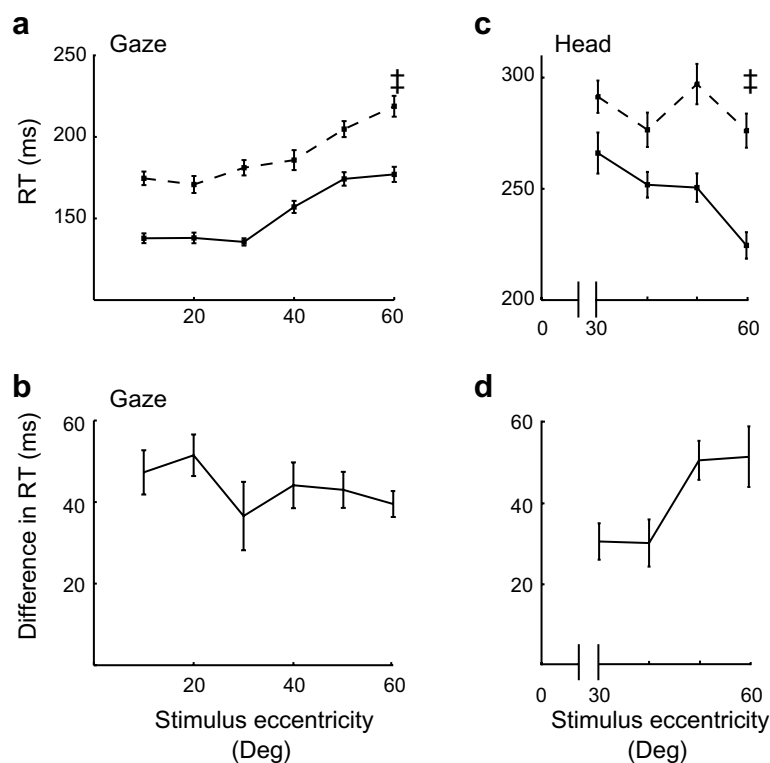 a
Gaze
250
200
150
RT (ms)
20
40
60
‡
c
Head
300
250
200
0
30
60
‡
b
Gaze
60
40
20
Difference in RT (ms)
20
40
60
Stimulus eccentricity
(Deg)
d
60
40
20
0
30
60
Stimulus eccentricity
(Deg)